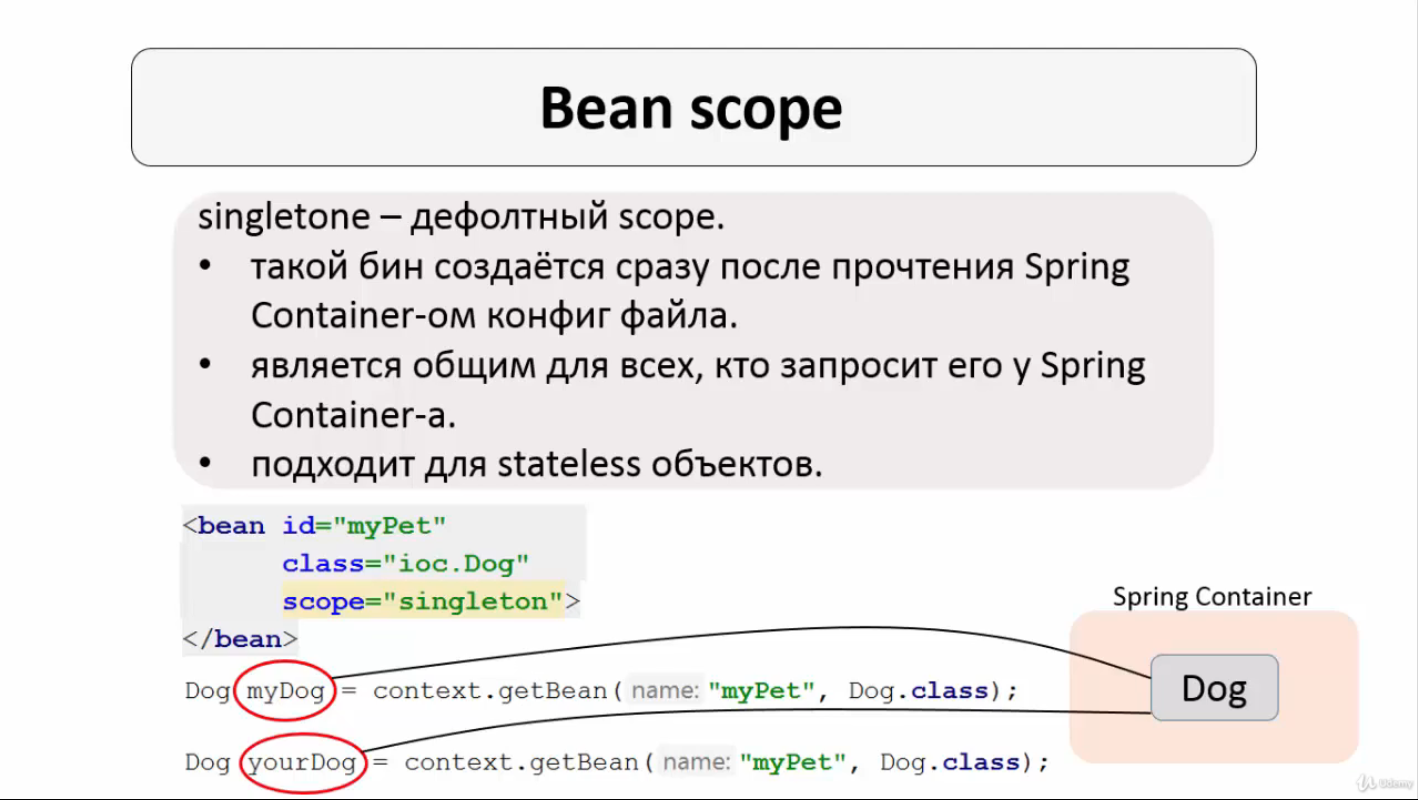 Bean scope
singletone – дефолтный scope.
• такой бин создаётся сразу после прочтения Spring
Container-ом конфиг файла.
• является общим для всех, кто запросит его у Spring
Container-а.
• подходит для stateless объектов.
<bean id="myPet"
class="ioc.Dog"
scope="singleton">
</bean>
Spring Container
Dog
Dog myDog = context.getBean( name: "myPet", Dog.class);
Dog yourDog = context.getBean( name: "myPet", Dog.class);
Udemy